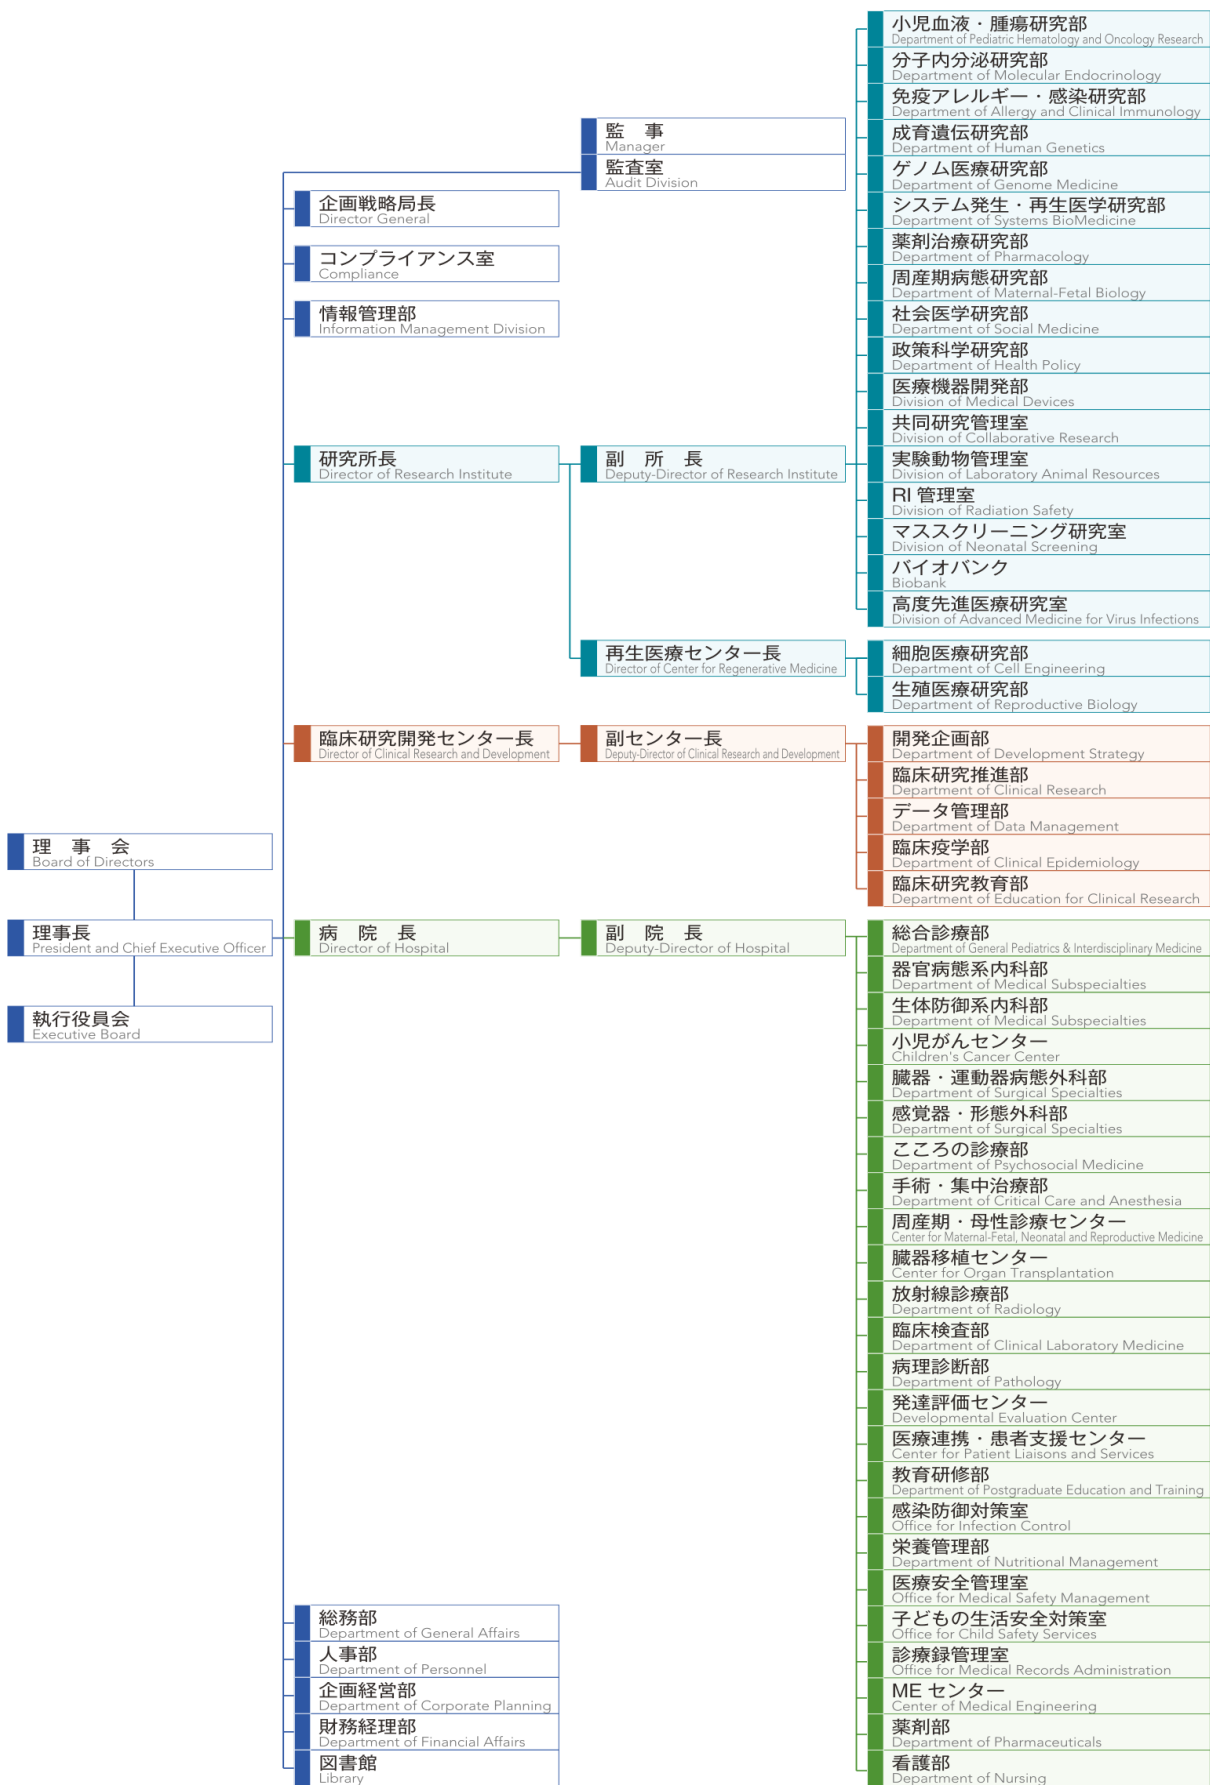 理　事　会
Board of Directors
理事長
President and Chief Executive Officer
執行役員会
Executive Board
監　事
Manager
監査室
Audit Division
企画戦略局長
Director General
コンプライアンス室
Compliance
情報管理部
Information Management Division
研究所長
Director of Research Institute
副　所　長
Deputy-Director of Research Institute
小児血液・腫瘍研究部
Department of Pediatric Hematology and Oncology Research
分子内分泌研究部
Department of Molecular Endocrinology
免疫アレルギー・感染研究部
Department of Allergy and Clinical Immunology
成育遺伝研究部
Department of Human Genetics
ゲノム医療研究部
Department of Genome Medicine
システム発生・再生医学研究部
Department of Systems BioMedicine
薬剤治療研究部
Department of Pharmacology
周産期病態研究部
Department of Maternal-Fetal Biology
社会医学研究部
Department of Social Medicine
政策科学研究部
Department of Health Policy
医療機器開発部
Division of Medical Devices
共同研究管理室
Division of Collaborative Research
実験動物管理室
Division of Laboratory Animal Resources
RI 管理室
Division of Radiation Safety
マススクリーニング研究室
Division of Neonatal Screening
バイオバンク
Biobank
高度先進医療研究室
Division of Advanced Medicine for Virus Infections
再生医療センター長
Director of Center for Regenerative Medicine
細胞医療研究部
Department of Cell Engineering
生殖医療研究部
Department of Reproductive Biology
臨床研究開発センター長
Director of Clinical Research and Development
副センター長
Deputy-Director of Clinical Research and Development
開発企画部
Department of Development Strategy
臨床研究推進部
Department of Clinical Research
データ管理部
Department of Data Management
臨床疫学部
Department of Clinical Epidemiology
臨床研究教育部
Department of Education for Clinical Research
病　院　長
Director of Hospital
副　院　長
Deputy-Director of Hospital
総合診療部
Department of General Pediatrics & Interdisciplinary Medicine
器官病態系内科部
Department of Medical Subspecialties
生体防御系内科部
Department of Medical Subspecialties
小児がんセンター
Children's Cancer Center
臓器・運動器病態外科部
Department of Surgical Specialties
感覚器・形態外科部
Department of Surgical Specialties
こころの診療部
Department of Psychosocial Medicine
手術・集中治療部
Department of Critical Care and Anesthesia
周産期・母性診療センター
Center for Maternal-Fetal, Neonatal and Reproductive Medicine
臓器移植センター
Center for Organ Transplantation
放射線診療部
Department of Radiology
臨床検査部
Department of Clinical Laboratory Medicine
病理診断部
Department of Pathology
発達評価センター
Developmental Evaluation Center
医療連携・患者支援センター
Center for Patient Liaisons and Services
教育研修部
Department of Postgraduate Education and Training
感染防御対策室
Office for Infection Control
栄養管理部
Department of Nutritional Management
医療安全管理室
Office for Medical Safety Management
子どもの生活安全対策室
Office for Child Safety Services
診療録管理室
Office for Medical Records Administration
ME センター
Center of Medical Engineering
薬剤部
Department of Pharmaceuticals
看護部
Department of Nursing
総務部
Department of General Affairs
人事部
Department of Personnel
企画経営部
Department of Corporate Planning
財務経理部
Department of Financial Affairs
図書館
Library